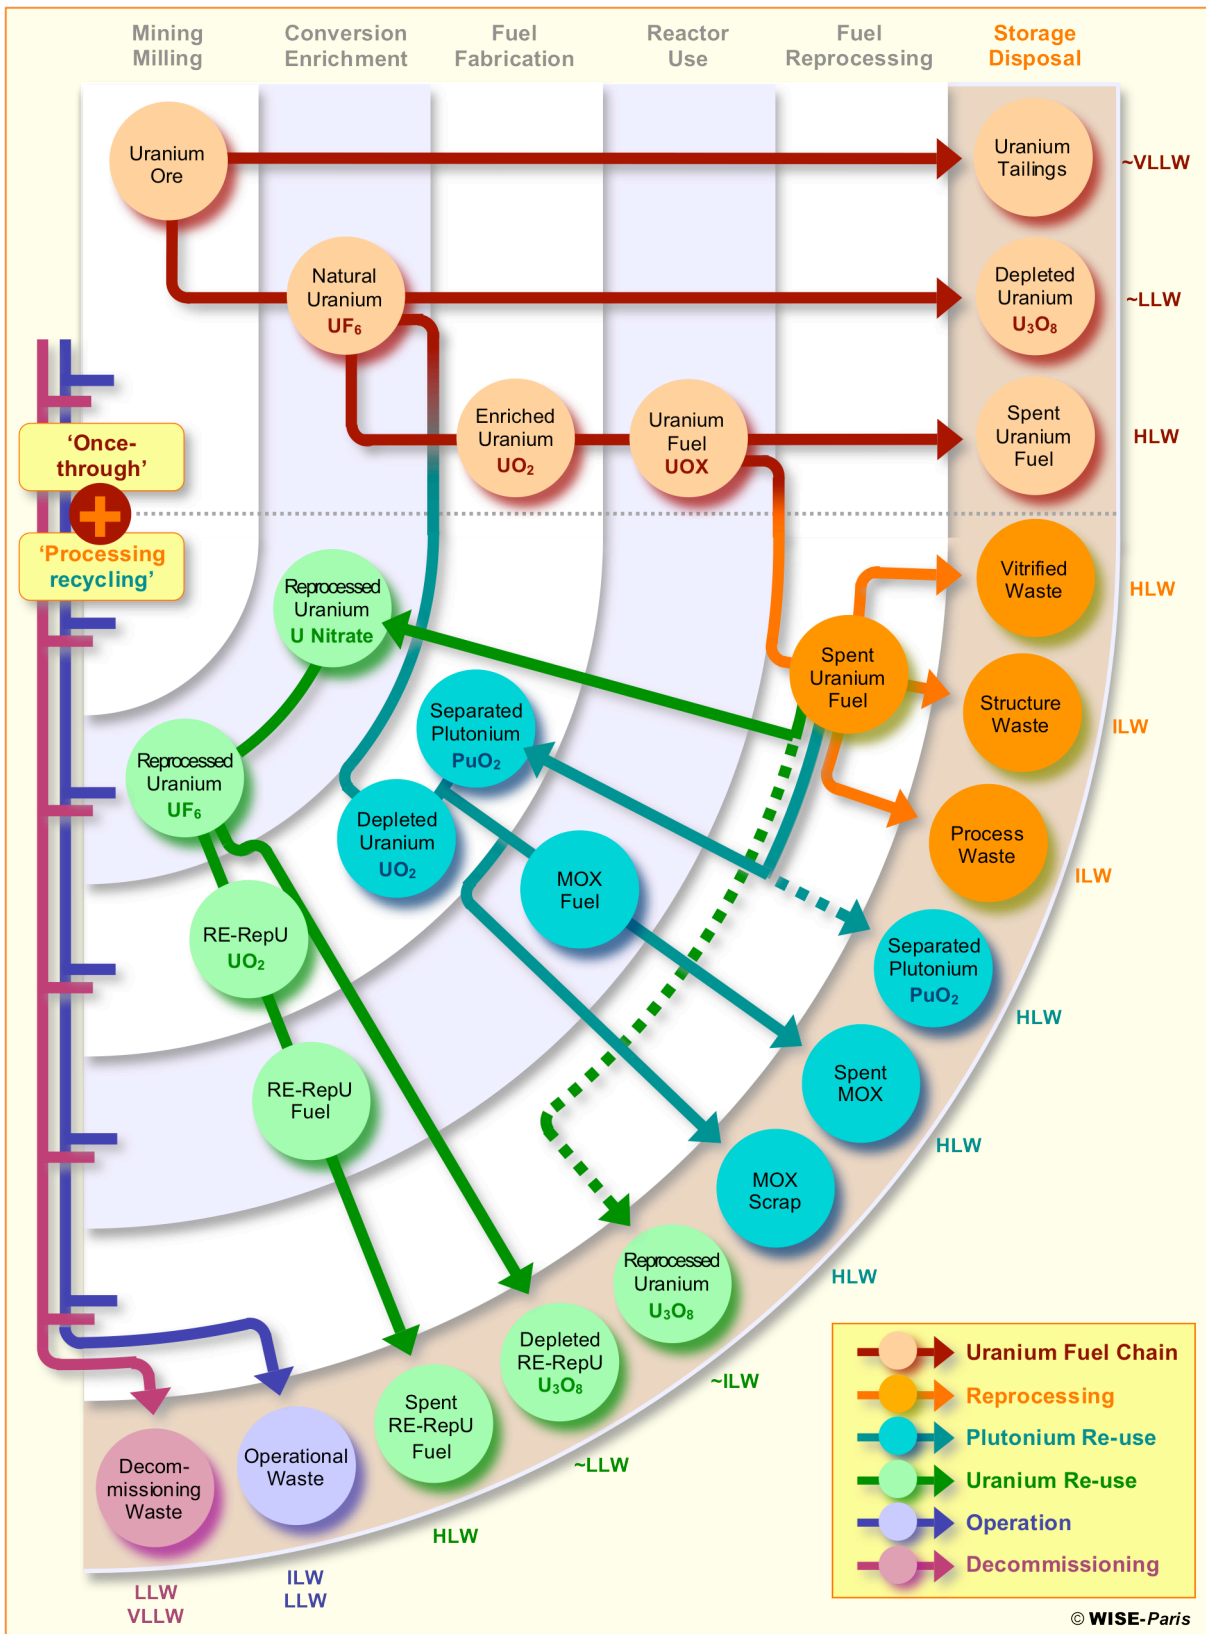 Mining
Milling
Conversion
Enrichment
Fuel
Fabrication
Reactor
Use
Fuel
Reprocessing
Storage
Disposal
Uranium
Ore
Uranium
Tailings
~VLLW
Natural
Uranium
UF₆
Depleted
Uranium
U₃O₈
~LLW
Enriched
Uranium
UO₂
Uranium
Fuel
UOX
Spent
Uranium
Fuel
HLW
‘Once-
through’
‘Processing
recycling’
Reprocessed
Uranium
U Nitrate
Vitrified
Waste
HLW
Spent
Uranium
Fuel
Structure
Waste
ILW
Separated
Plutonium
PuO₂
Reprocessed
Uranium
UF₆
Depleted
Uranium
UO₂
Process
Waste
ILW
MOX
Fuel
RE-RepU
UO₂
Separated
Plutonium
PuO₂
HLW
RE-RepU
Fuel
Spent
MOX
HLW
MOX
Scrap
HLW
Reprocessed
Uranium
U₃O₈
~ILW
Depleted
RE-RepU
U₃O₈
~LLW
Spent
RE-RepU
Fuel
HLW
Operational
Waste
ILW
LLW
Decom-
missioning
Waste
LLW
VLLW
Uranium Fuel Chain
Reprocessing
Plutonium Re-use
Uranium Re-use
Operation
Decommissioning
© WISE-Paris